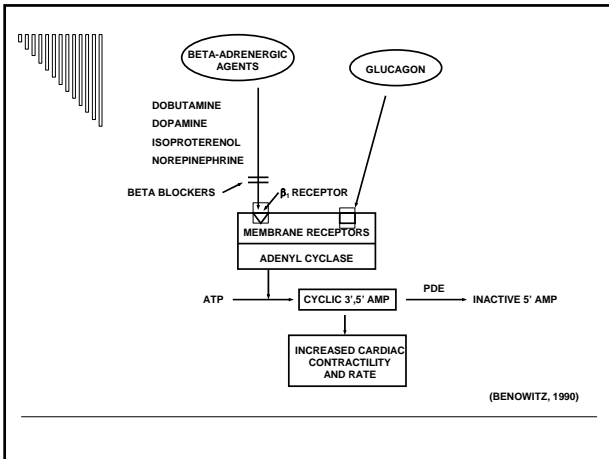 BETA-ADRENERGIC
AGENTS
GLUCAGON
DOBUTAMINE
DOPAMINE
ISOPROTERENOL
NOREPINEPHRINE
BETA BLOCKERS
β₁ RECEPTOR
MEMBRANE RECEPTORS
ADENYL CYCLASE
ATP
CYCLIC 3',5' AMP
PDE
INACTIVE 5' AMP
INCREASED CARDIAC
CONTRACTILITY
AND RATE
(BENOWITZ, 1990)